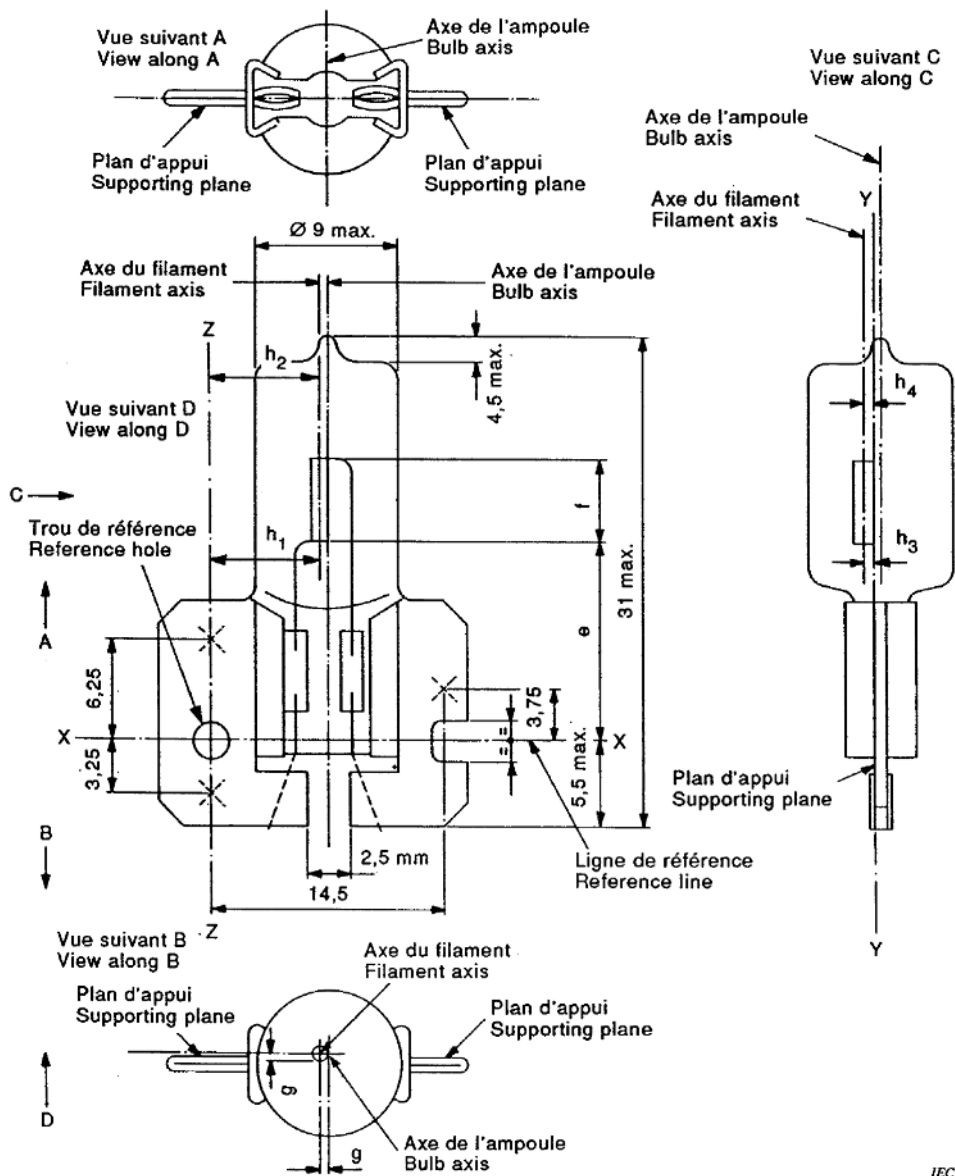 Vue suivant A
View along A
Axe de l'ampoule
Bulb axis
Vue suivant C
View along C
Plan d'appui
Supporting plane
Plan d'appui
Supporting plane
Axe de l'ampoule
Bulb axis
Axe du filament
Filament axis
Y
Ø 9 max.
Axe du filament
Filament axis
Axe de l'ampoule
Bulb axis
Z
h2
4,5 max.
h4
Vue suivant D
View along D
C
Trou de référence
Reference hole
h1
f
h3
31 max.
A
e
6,25
3,75
X
= =
X
3,25
5,5 max.
Plan d'appui
Supporting plane
B
2,5 mm
14,5
Ligne de référence
Reference line
Z
Y
Vue suivant B
View along B
Axe du filament
Filament axis
Plan d'appui
Supporting plane
Plan d'appui
Supporting plane
g
D
Axe de l'ampoule
Bulb axis
g
IEC